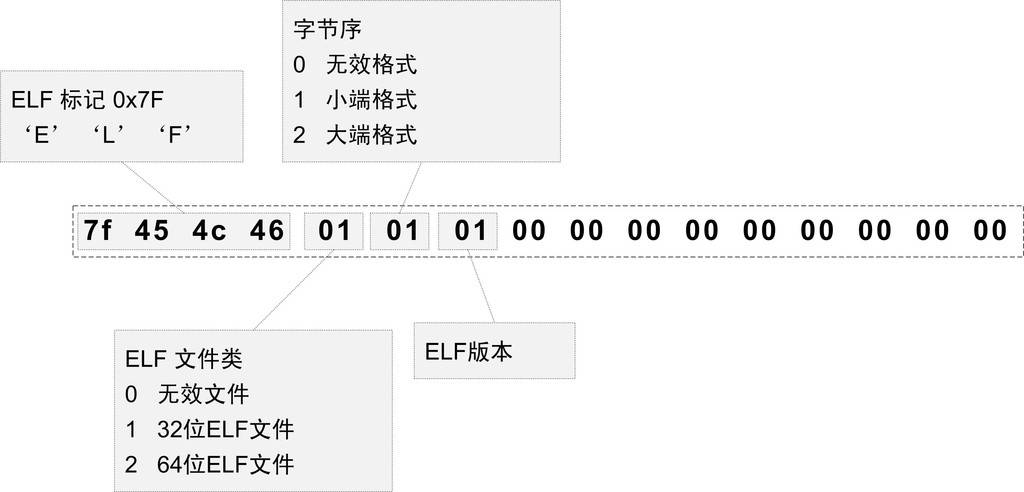 字节序
0 无效格式
1 小端格式
2 大端格式
ELF 标记 0x7F
‘E’ ‘L’ ‘F’
7f 45 4c 46 01 01 01 00 00 00 00 00 00 00 00 00
ELF 文件类
0 无效文件
1 32位ELF文件
2 64位ELF文件
ELF版本